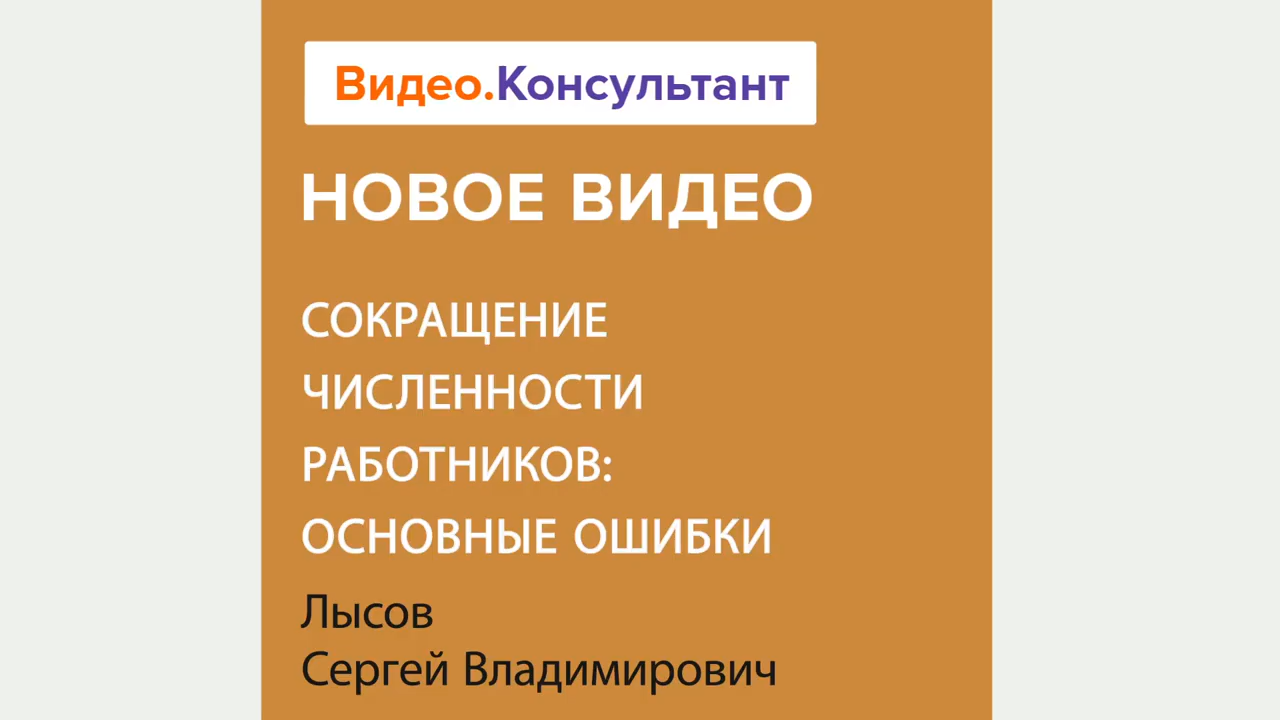 Видео.Консультант
НОВОЕ ВИДЕО
СОКРАЩЕНИЕ
ЧИСЛЕННОСТИ
РАБОТНИКОВ:
ОСНОВНЫЕ ОШИБКИ
Лысов
Сергей Владимирович